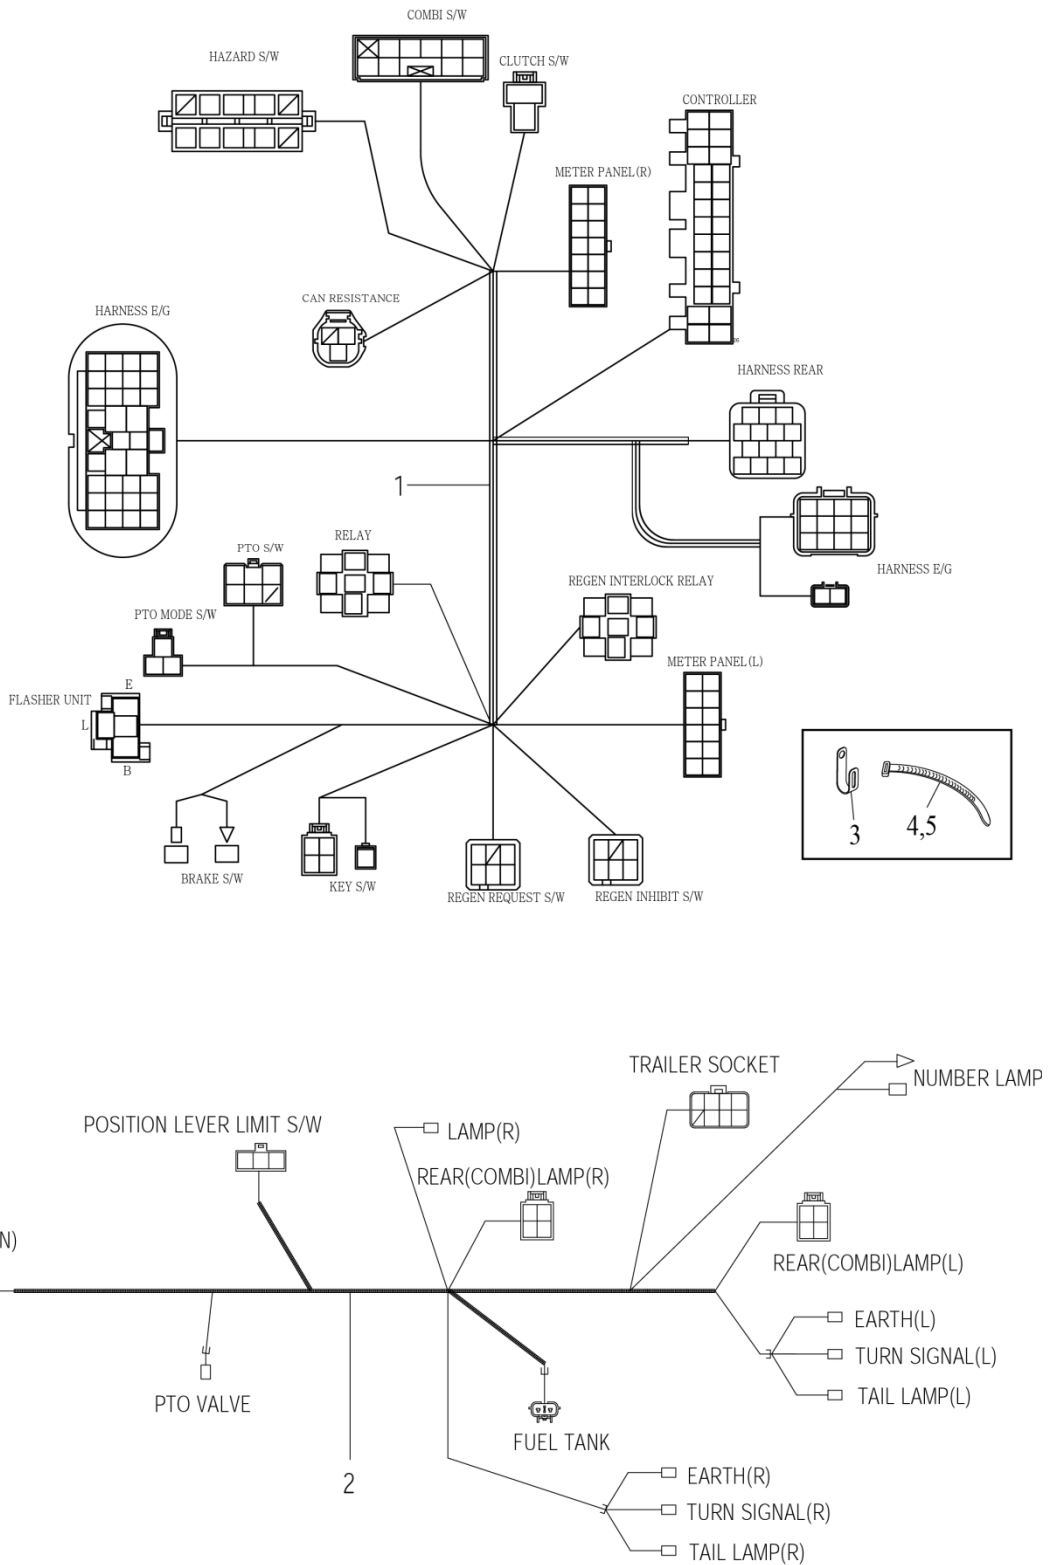 COMBI S/W
HAZARD S/W
CLUTCH S/W
CONTROLLER
METER PANEL(R)
CAN RESISTANCE
HARNESS E/G
HARNESS REAR
1
RELAY
PTO S/W
HARNESS E/G
REGEN INTERLOCK RELAY
PTO MODE S/W
METER PANEL(L)
E
FLASHER UNIT
L
B
3
4,5
BRAKE S/W
KEY S/W
REGEN REQUEST S/W
REGEN INHIBIT S/W
TRAILER SOCKET
NUMBER LAMP
POSITION LEVER LIMIT S/W
LAMP(R)
REAR(COMBI)LAMP(R)
N)
REAR(COMBI)LAMP(L)
EARTH(L)
TURN SIGNAL(L)
TAIL LAMP(L)
PTO VALVE
FUEL TANK
2
EARTH(R)
TURN SIGNAL(R)
TAIL LAMP(R)